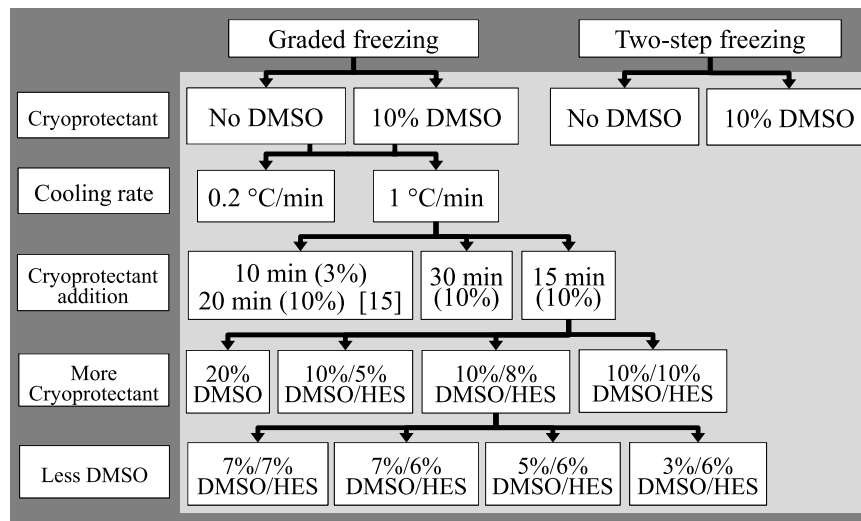 Graded freezing
Two-step freezing
Cryoprotectant
No DMSO
10% DMSO
No DMSO
10% DMSO
Cooling rate
0.2 °C/min
1 °C/min
Cryoprotectant
addition
10 min (3%)
20 min (10%) [15]
30 min
(10%)
15 min
(10%)
More
Cryoprotectant
20%
DMSO
10%/5%
DMSO/HES
10%/8%
DMSO/HES
10%/10%
DMSO/HES
Less DMSO
7%/7%
DMSO/HES
7%/6%
DMSO/HES
5%/6%
DMSO/HES
3%/6%
DMSO/HES